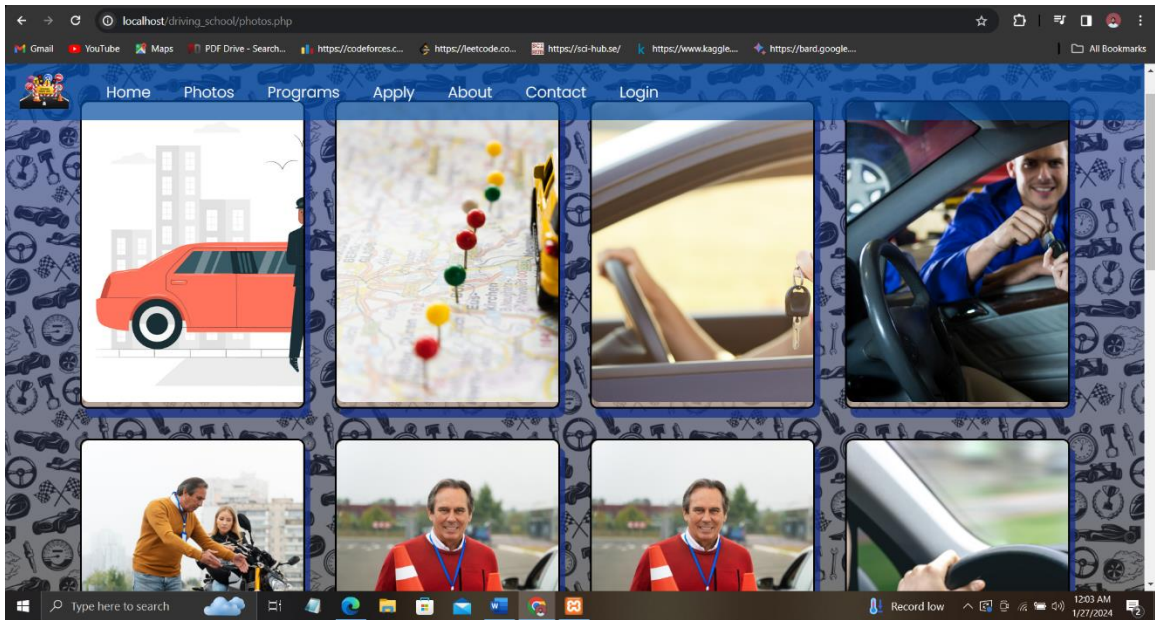 localhost/driving_school/photos.php
Gmail YouTube Maps PDF Drive - Search... https://codeforces.c... https://leetcode.co... https://sci-hub.se/ https://www.kaggle.... https://bard.google.... All Bookmarks
Home Photos Programs Apply About Contact Login
Type here to search Record low 12:03 AM
1/27/2024
2